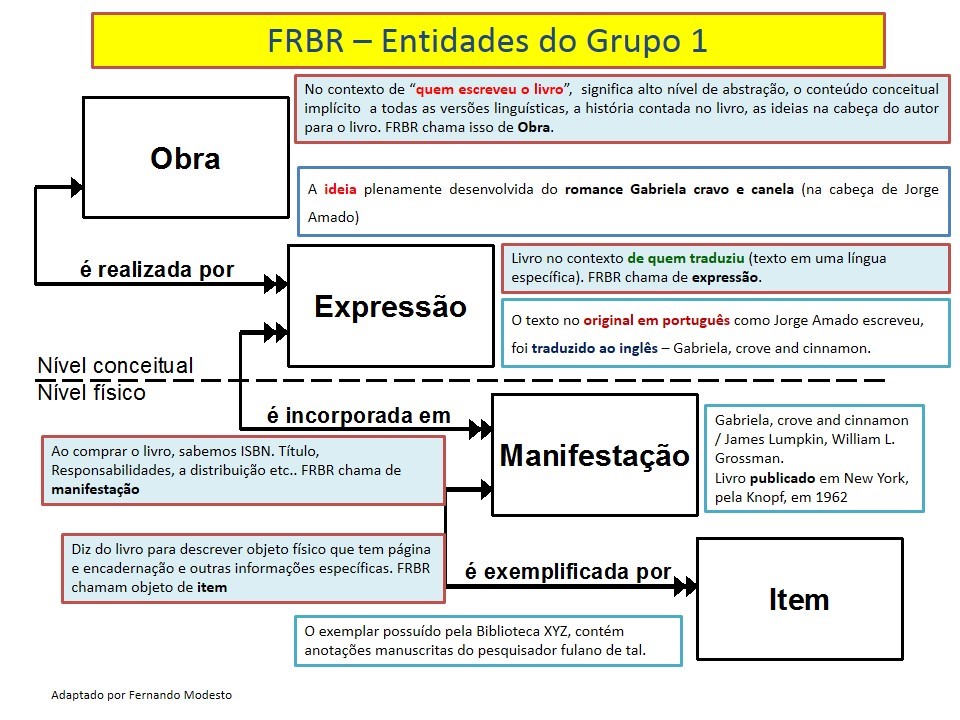 FRBR – Entidades do Grupo 1
No contexto de “quem escreveu o livro”, significa alto nível de abstração, o conteúdo conceitual
implícito a todas as versões linguísticas, a história contada no livro, as ideias na cabeça do autor
para o livro. FRBR chama isso de Obra.
Obra
A ideia plenamente desenvolvida do romance Gabriela cravo e canela (na cabeça de Jorge
Amado)
é realizada por
Livro no contexto de quem traduziu (texto em uma língua
específica). FRBR chama de expressão.
Expressão
O texto no original em português como Jorge Amado escreveu,
foi traduzido ao inglês – Gabriela, crove and cinnamon.
Nível conceitual
Nível físico
é incorporada em
Manifestação
Gabriela, crove and cinnamon
/ James Lumpkin, William L.
Grossman.
Livro publicado em New York,
pela Knopf, em 1962
Ao comprar o livro, sabemos ISBN. Título,
Responsabilidades, a distribuição etc.. FRBR chama de
manifestação
Diz do livro para descrever objeto físico que tem página
e encadernação e outras informações específicas. FRBR
chamam objeto de item
é exemplificada por
Item
O exemplar possuído pela Biblioteca XYZ, contém
anotações manuscritas do pesquisador fulano de tal.
Adaptado por Fernando Modesto